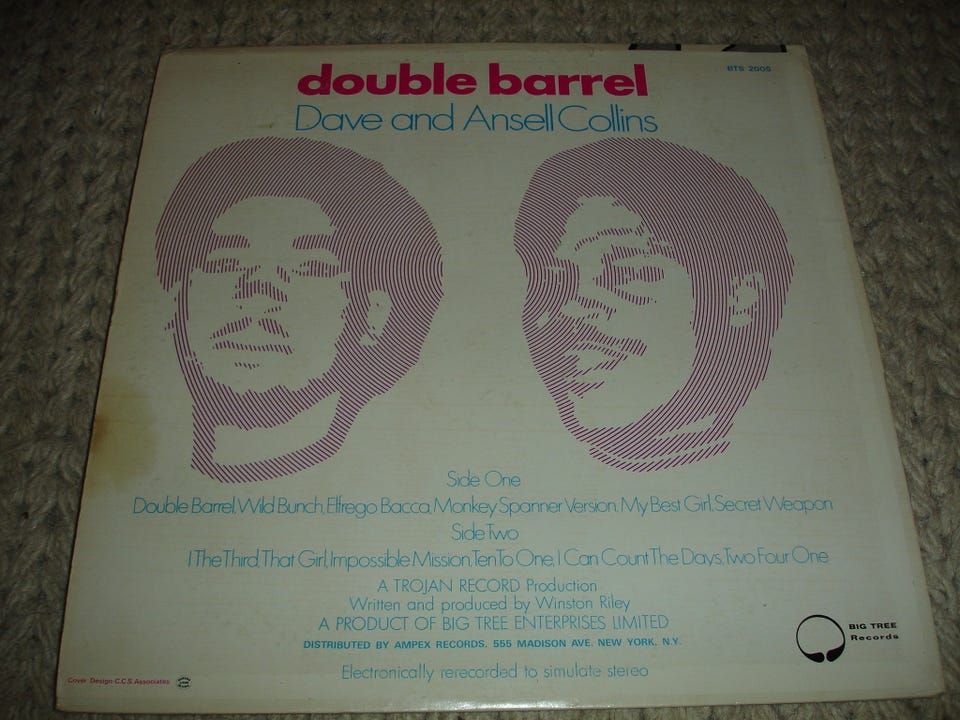 double barrel
BTS 2005
Dave and Ansell Collins
Side One
Double Barrel, Wild Bunch, Elfrego Bacca, Monkey Spanner Version, My Best Girl, Secret Weapon
Side Two
I The Third, That Girl, Impossible Mission, Ten To One, I Can Count The Days, Two Four One
A TROJAN RECORD Production
Written and produced by Winston Riley
A PRODUCT OF BIG TREE ENTERPRISES LIMITED
DISTRIBUTED BY AMPEX RECORDS. 555 MADISON AVE. NEW YORK. N.Y.
Electronically rerecorded to simulate stereo
BIG TREE
Records
Cover Design C.C.S. Associates